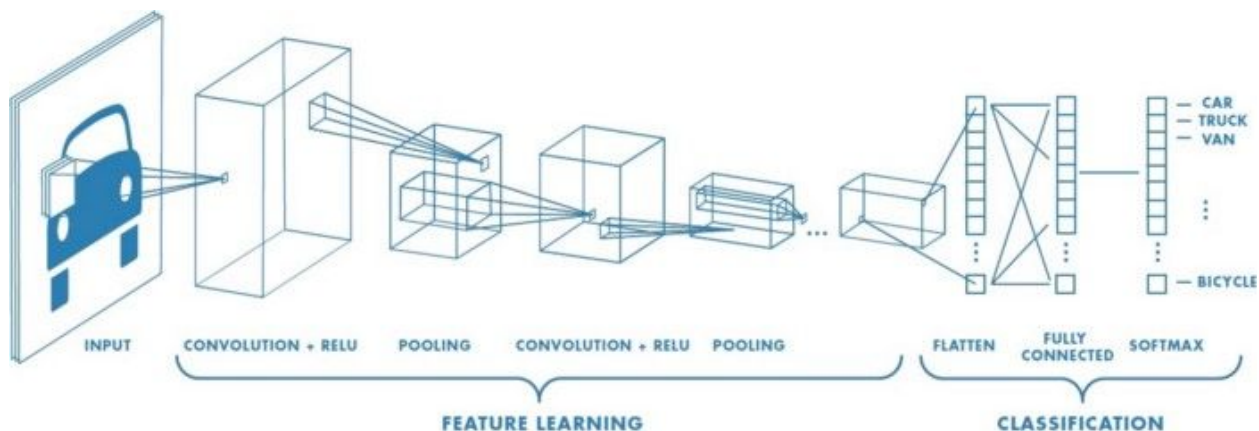 CAR
TRUCK
VAN
...
BICYCLE
INPUT
CONVOLUTION + RELU
POOLING
CONVOLUTION + RELU
POOLING
FLATTEN
FULLY
CONNECTED
SOFTMAX
FEATURE LEARNING
CLASSIFICATION